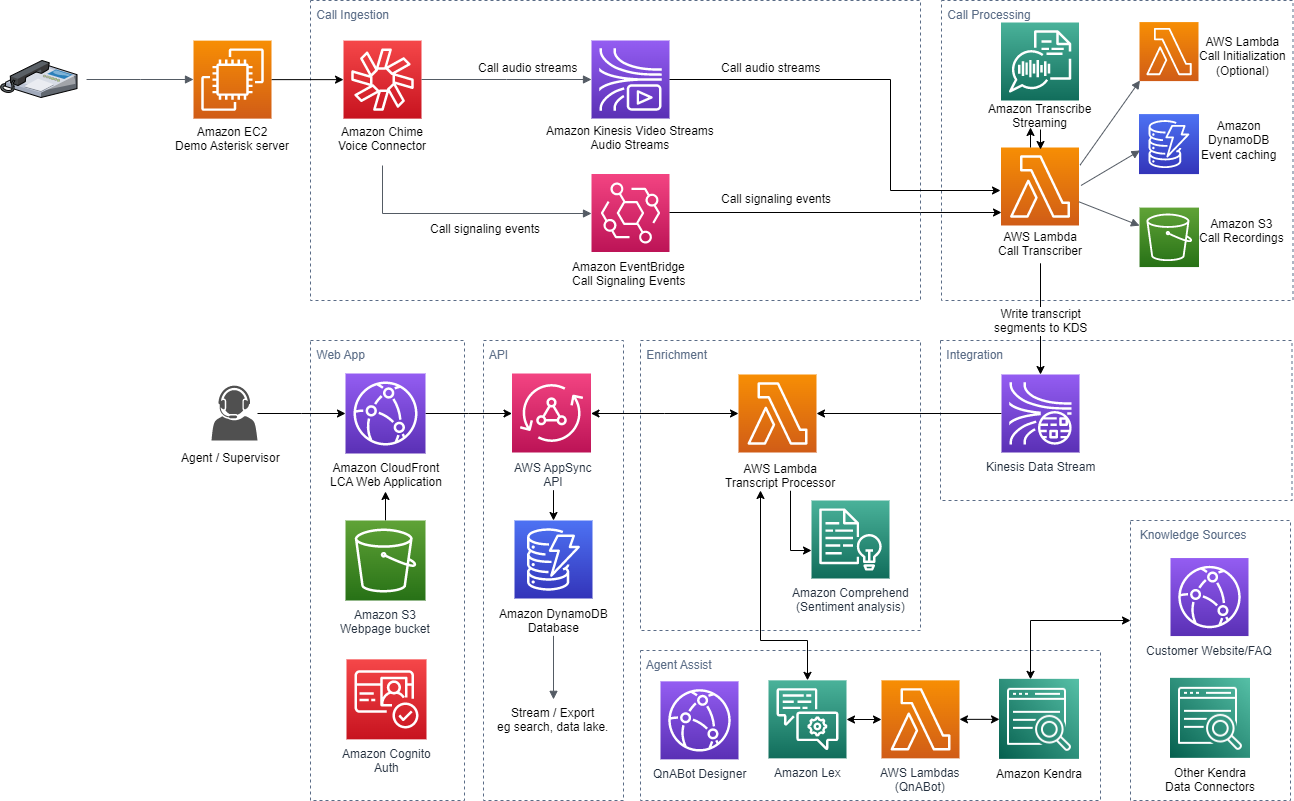 Call Ingestion
Amazon EC2
Demo Asterisk server
Amazon Chime
Voice Connector
Call audio streams
Amazon Kinesis Video Streams
Audio Streams
Call audio streams
Call signaling events
Amazon EventBridge
Call Signaling Events
Call signaling events
Call Processing
Amazon Transcribe
Streaming
AWS Lambda
Call Transcriber
AWS Lambda
Call Initialization
(Optional)
Amazon
DynamoDB
Event caching
Amazon S3
Call Recordings
Write transcript
segments to KDS
Agent / Supervisor
Web App
Amazon CloudFront
LCA Web Application
Amazon S3
Webpage bucket
Amazon Cognito
Auth
API
AWS AppSync
API
Amazon DynamoDB
Database
Stream / Export
eg search, data lake.
Enrichment
AWS Lambda
Transcript Processor
Amazon Comprehend
(Sentiment analysis)
Integration
Kinesis Data Stream
Agent Assist
QnABot Designer
Amazon Lex
AWS Lambdas
(QnABot)
Amazon Kendra
Knowledge Sources
Customer Website/FAQ
Other Kendra
Data Connectors